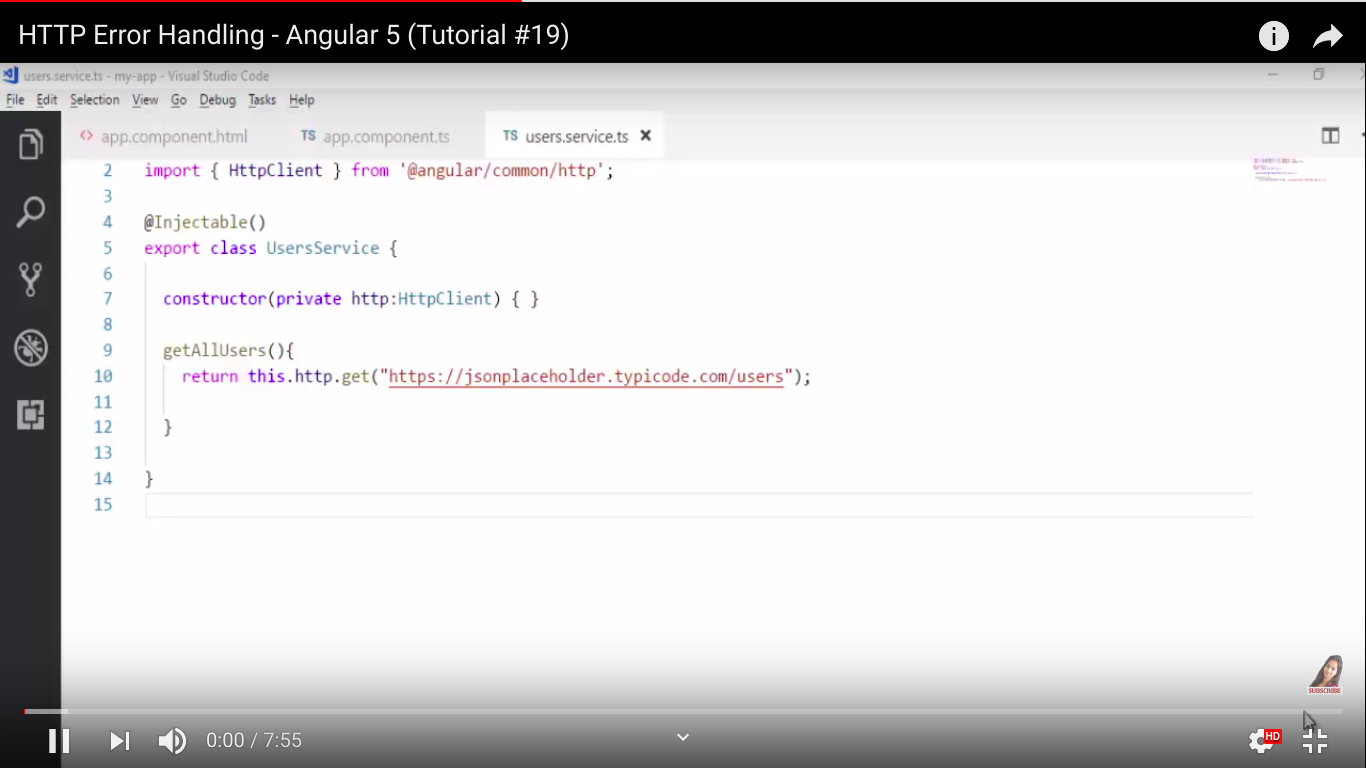 HTTP Error Handling - Angular 5 (Tutorial #19)
users.service.ts - my-app - Visual Studio Code
File Edit Selection View Go Debug Tasks Help
<> app.component.html TS app.component.ts TS users.service.ts ×
2 import { HttpClient } from '@angular/common/http';
3
4 @Injectable()
5 export class UsersService {
6
7 constructor(private http:HttpClient) { }
8
9 getAllUsers(){
10 return this.http.get("https://jsonplaceholder.typicode.com/users");
11
12 }
13
14 }
15
SUBSCRIBE
0:00 / 7:55
HD